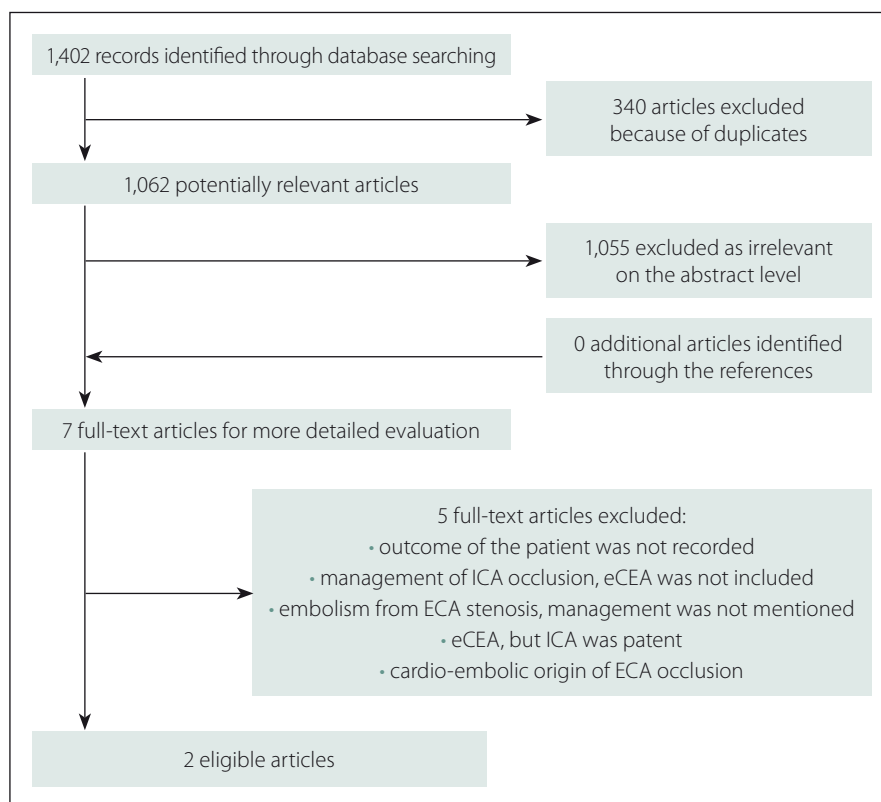 1,402 records identified through database searching
340 articles excluded
because of duplicates
1,062 potentially relevant articles
1,055 excluded as irrelevant
on the abstract level
0 additional articles identified
through the references
7 full-text articles for more detailed evaluation
5 full-text articles excluded:
• outcome of the patient was not recorded
• management of ICA occlusion, eCEA was not included
• embolism from ECA stenosis, management was not mentioned
• eCEA, but ICA was patent
• cardio-embolic origin of ECA occlusion
2 eligible articles